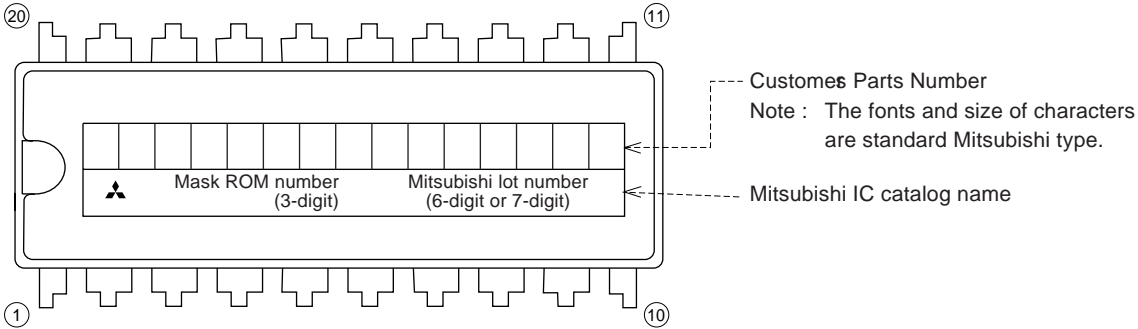 20
11
Customers Parts Number
Note : The fonts and size of characters
are standard Mitsubishi type.
Mask ROM number
(3-digit)
Mitsubishi lot number
(6-digit or 7-digit)
Mitsubishi IC catalog name
1
10